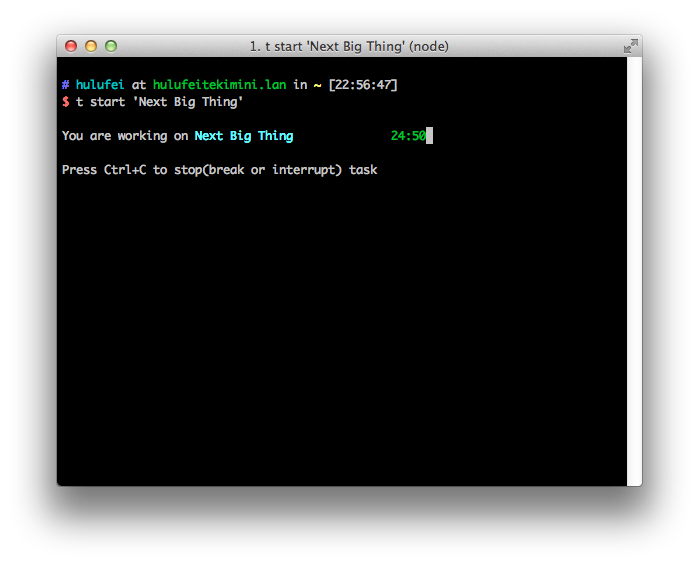 1. t start 'Next Big Thing' (node)
# hulufei at hulufeitekimini.lan in ~ [22:56:47]
$ t start 'Next Big Thing'
You are working on Next Big Thing 24:50
Press Ctrl+C to stop(break or interrupt) task